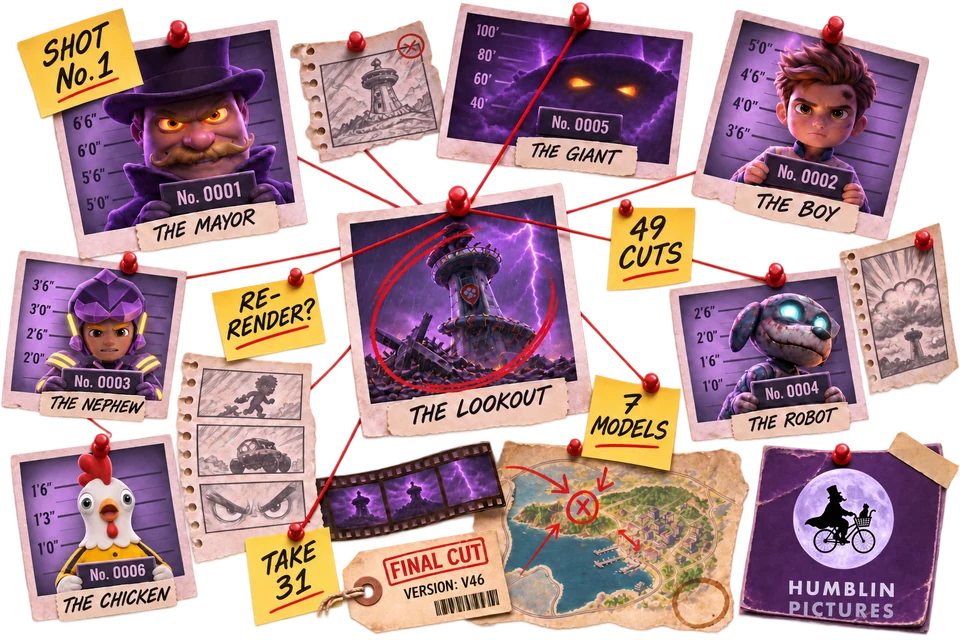 SHOT
No.1
6'6"
6'0"
5'6"
5'0"
No. 0001
THE MAYOR
100'
80'
60'
40'
No. 0005
THE GIANT
5'0"
4'6"
4'0"
3'6"
No. 0002
THE BOY
49
CUTS
RE-
RENDER?
3'6"
3'0"
2'6"
2'0"
No. 0003
THE NEPHEW
THE LOOKOUT
2'6"
2'0"
1'6"
1'0"
No. 0004
THE ROBOT
7
MODELS
1'6"
1'3"
1'0"
No. 0006
THE CHICKEN
TAKE
31
FINAL CUT
VERSION: V46
X
HUMBLIN
PICTURES